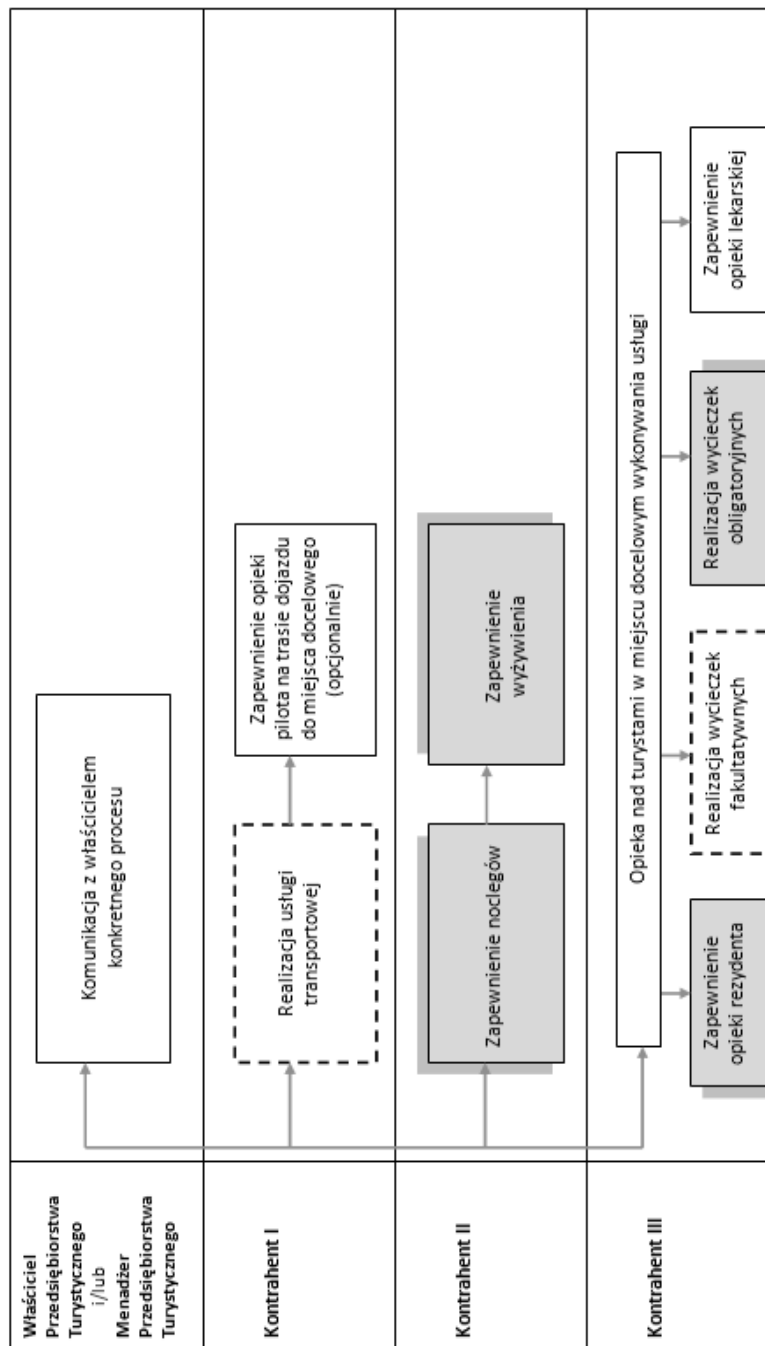 Właściciel
Przedsiębiorstwa
Turystycznego
i/lub
Menadżer
Przedsiębiorstwa
Turystycznego
Komunikacja z właścicielem
konkretnego procesu
Kontrahent I
Realizacja usługi
transportowej
Zapewnienie opieki
pilota na trasie dojazdu
do miejsca docelowego
(opcjonalnie)
Kontrahent II
Zapewnienie noclegów
Zapewnienie
wyżywienia
Kontrahent III
Opieka nad turystami w miejscu docelowym wykonywania usługi
Zapewnienie
opieki rezydenta
Realizacja wycieczek
fakultatywnych
Realizacja wycieczek
obligatoryjnych
Zapewnienie
opieki lekarskiej